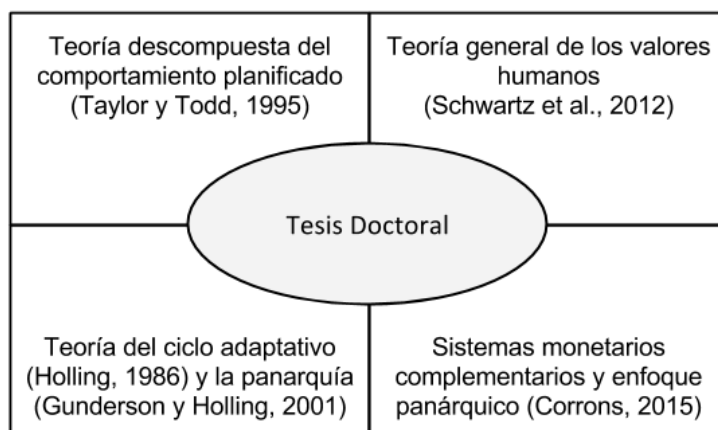 Teoría descompuesta del
comportamiento planificado
(Taylor y Todd, 1995)
Teoría general de los valores
humanos
(Schwartz et al., 2012)
Tesis Doctoral
Teoría del ciclo adaptativo
(Holling, 1986) y la panarquía
(Gunderson y Holling, 2001)
Sistemas monetarios
complementarios y enfoque
panárquico (Corrons, 2015)